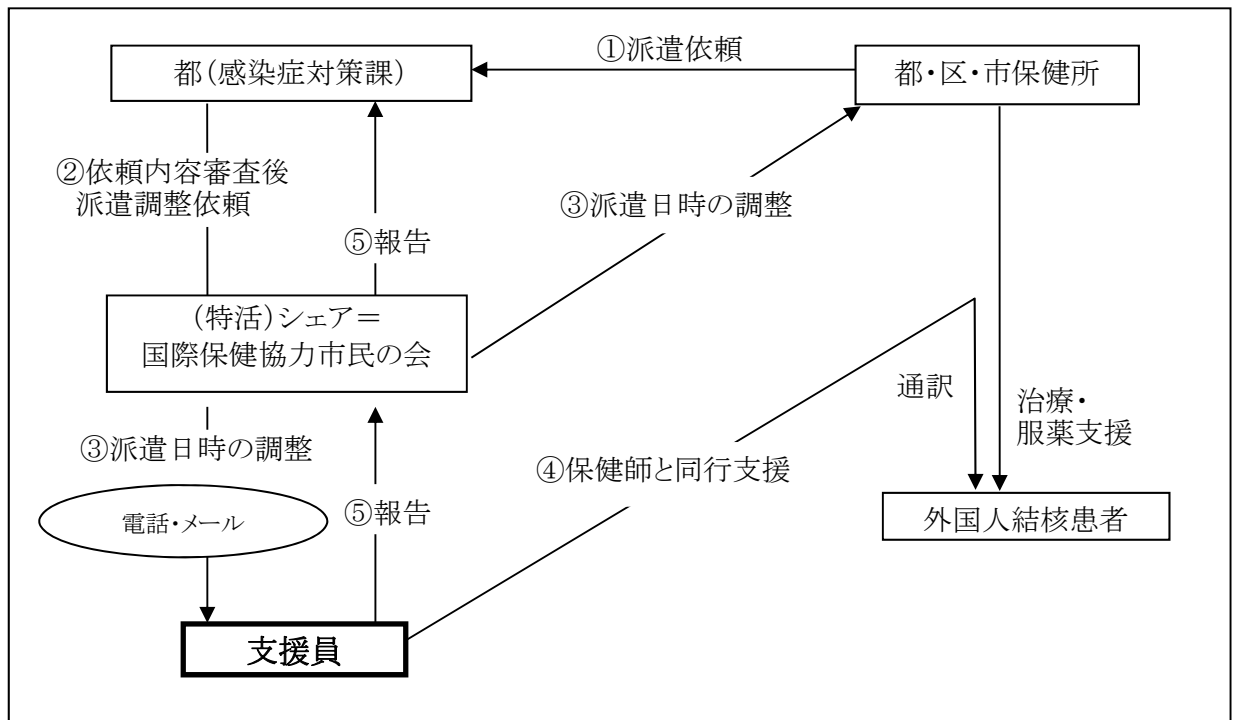 ①派遣依頼
都(感染症対策課)
都・区・市保健所
②依頼内容審査後
派遣調整依頼
③派遣日時の調整
⑤報告
(特活)シェア=
国際保健協力市民の会
通訳
治療・
服薬支援
③派遣日時の調整
④保健師と同行支援
電話・メール
⑤報告
外国人結核患者
支援員